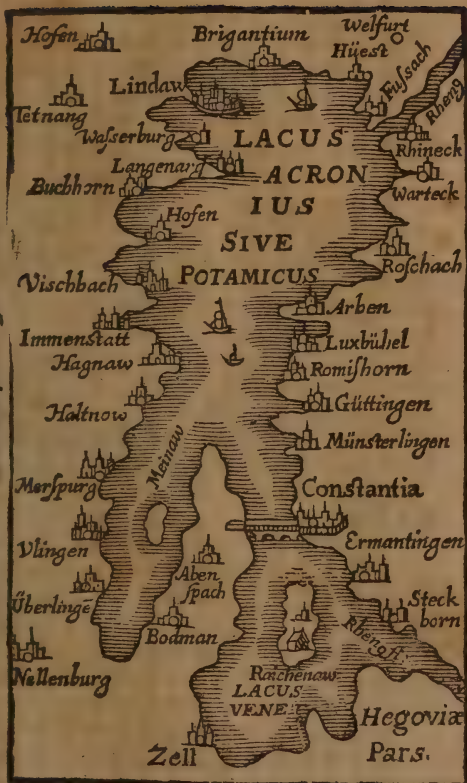 Hofen
Brigantium
Welfurt
Hüest
Fussach
Rheng
Lindaw
Tetnang
Wasserburg
LACUS
Rhineck
Langenarg
ACRON
Buchhorn
Warteck
IUS
Hofen
SIVE
Roschach
POTAMICUS
Vischbach
Arben
Immenstatt
Luxbühel
Hagnaw
Romishorn
Haltnow
Güttingen
Meinaw
Münsterlingen
Merspurg
Constantia
Vlingen
Ermantingen
Aben
spach
Überlinge
Steck
born
Bodman
Nellenburg
Raichenaw
LACUS
Hegoviæ
Pars.
Zell